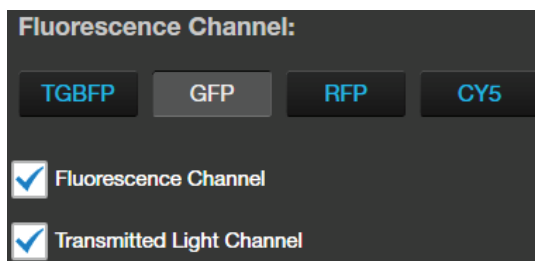 Fluorescence Channel:
TGBFP GFP RFP CY5
Fluorescence Channel
Transmitted Light Channel